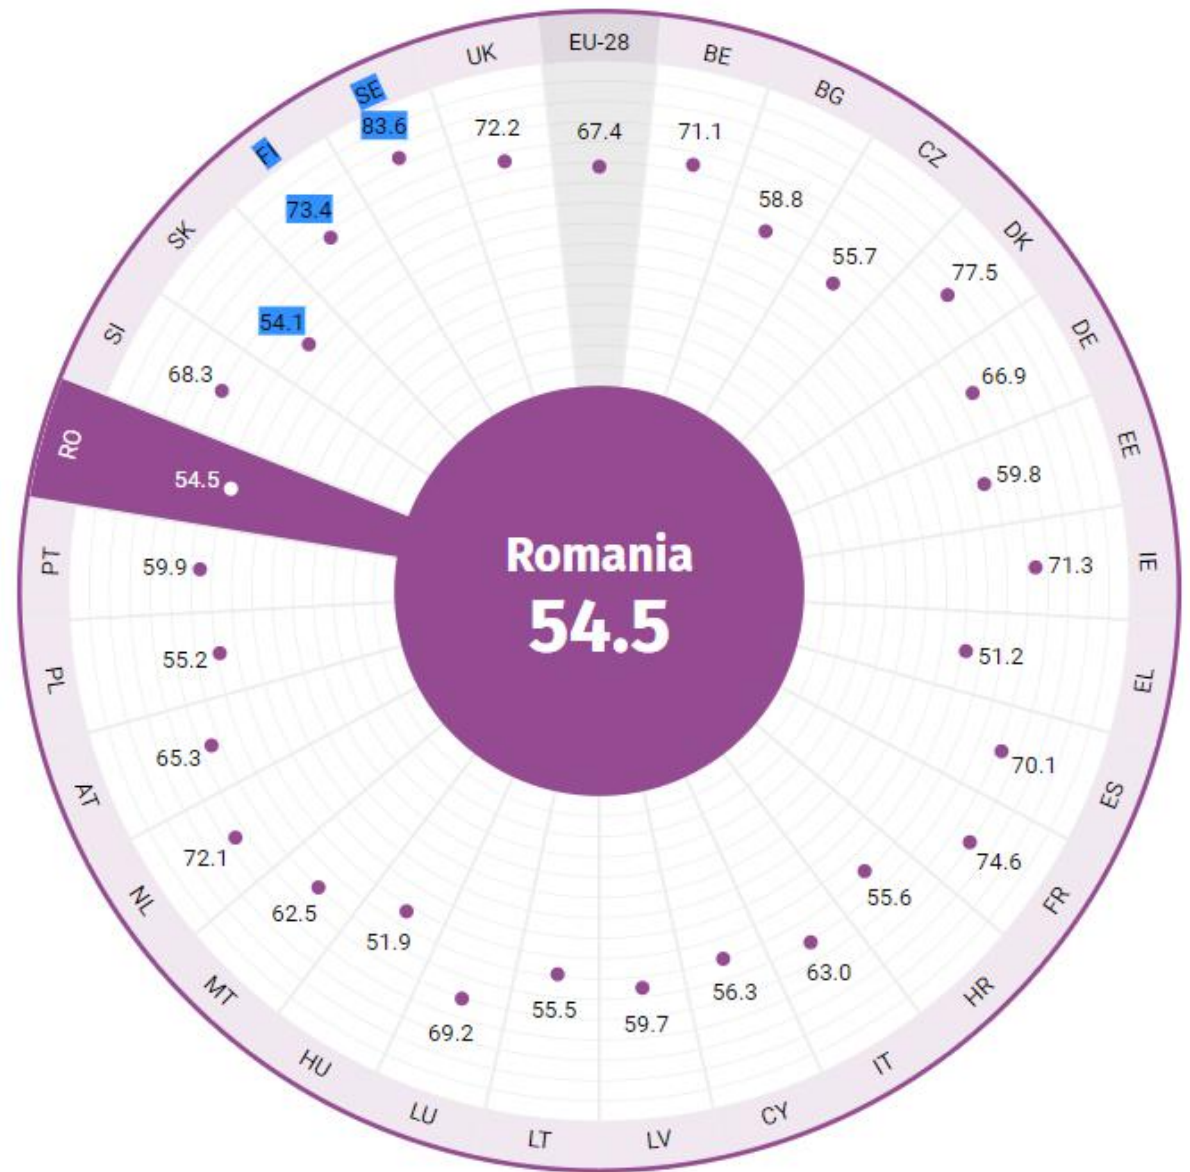 EU-28
67.4
BE
71.1
BG
58.8
CZ
55.7
DK
77.5
DE
66.9
EE
59.8
IE
71.3
EL
51.2
ES
70.1
FR
74.6
HR
55.6
IT
63.0
CY
56.3
LV
59.7
LT
55.5
LU
69.2
HU
51.9
MT
62.5
NL
72.1
AT
65.3
PL
55.2
PT
59.9
RO
54.5
SI
68.3
SK
54.1
FI
73.4
SE
83.6
UK
72.2
Romania
54.5